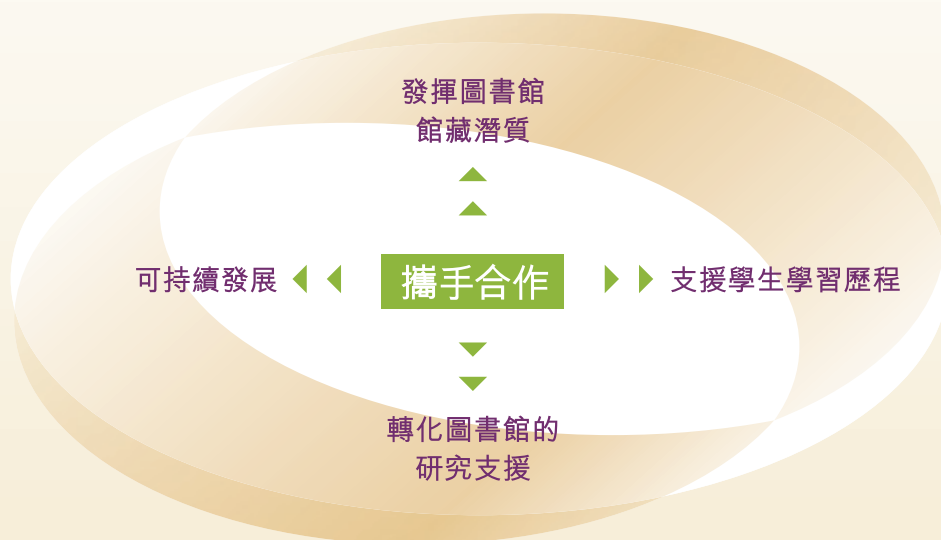 發揮圖書館
館藏潛質
可持續發展
攜手合作
支援學生學習歷程
轉化圖書館的
研究支援